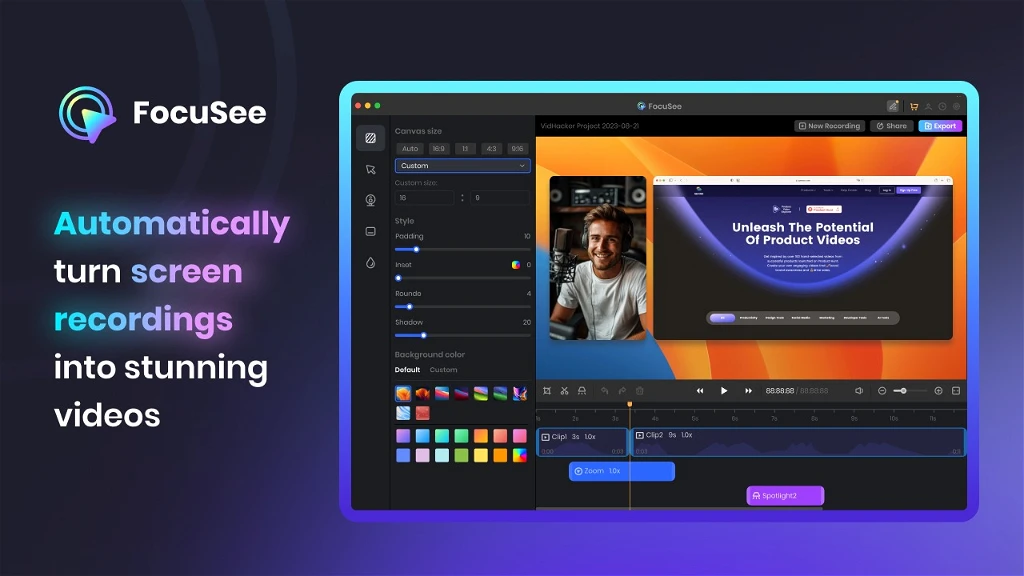 FocuSee
Automatically
turn screen
recordings
into stunning
videos
FocuSee
VidHacker Project 2023-08-21
New Recording
Share
Export
Canvas size
Auto 16:9 1:1 4:3 9:16
Custom
Custom size:
16 : 9
Style
Padding 10
Inset 0
Rounde 4
Shadow 20
Background color
Default Custom
Unleash The Potential
Of Product Videos
88:88:88 / 88:88:88
Clip1 3s 1.0x
Clip2 9s 1.0x
Zoom 1.0x
Spotlight2